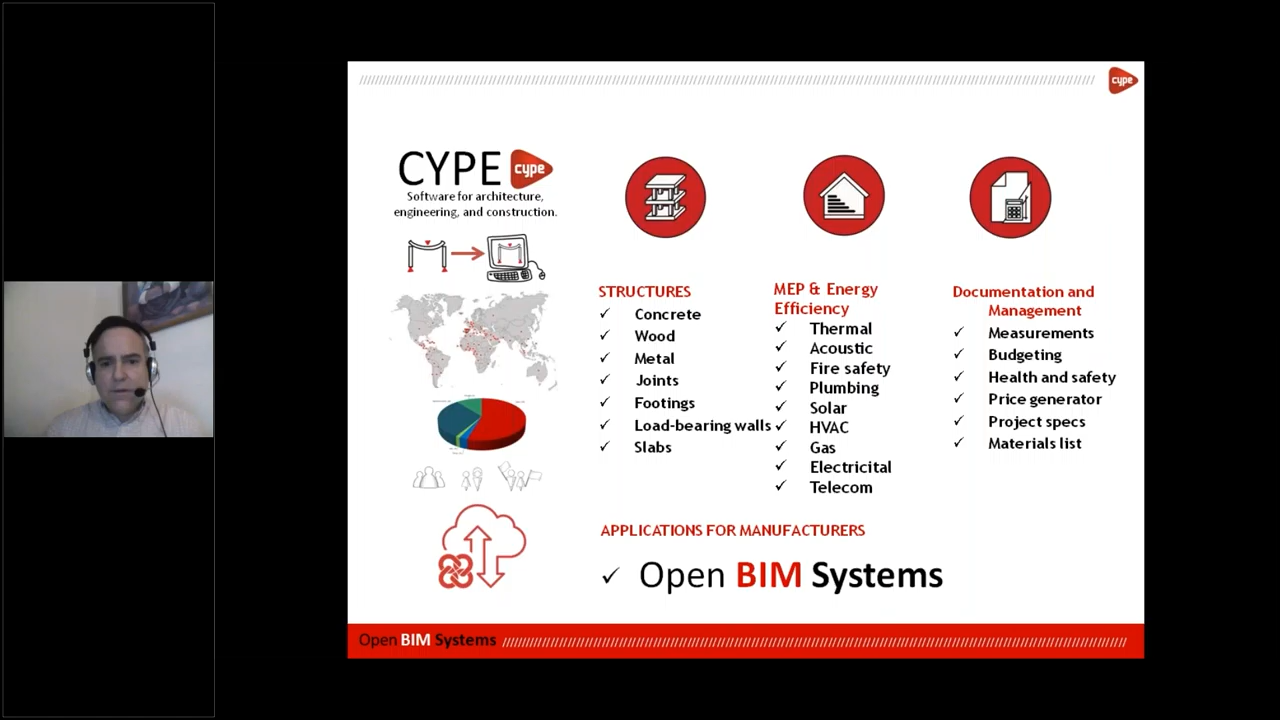 cype
CYPE cype
Software for architecture,
engineering, and construction.
STRUCTURES
✓ Concrete
✓ Wood
✓ Metal
✓ Joints
✓ Footings
✓ Load-bearing walls
✓ Slabs
MEP & Energy
Efficiency
✓ Thermal
✓ Acoustic
✓ Fire safety
✓ Plumbing
✓ Solar
✓ HVAC
✓ Gas
✓ Electricital
✓ Telecom
Documentation and
Management
✓ Measurements
✓ Budgeting
✓ Health and safety
✓ Price generator
✓ Project specs
✓ Materials list
APPLICATIONS FOR MANUFACTURERS
✓ Open BIM Systems
Open BIM Systems